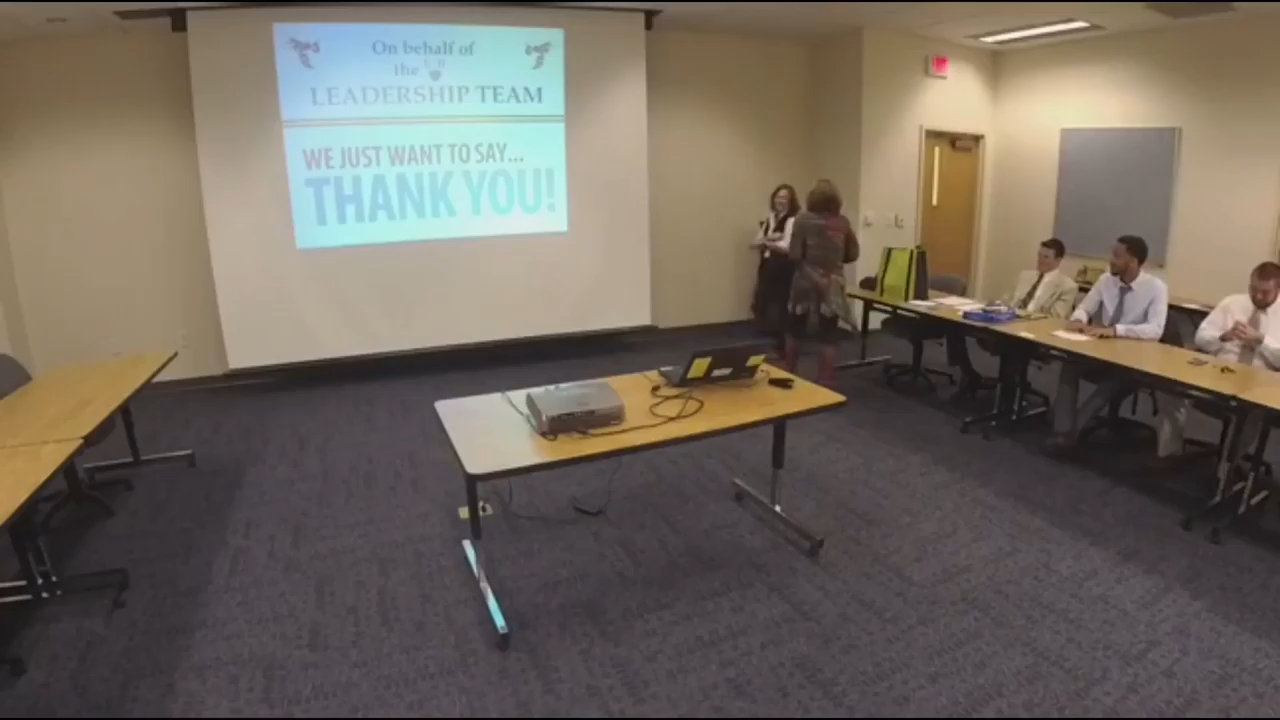 On behalf of
the
LEADERSHIP TEAM
WE JUST WANT TO SAY...
THANK YOU!